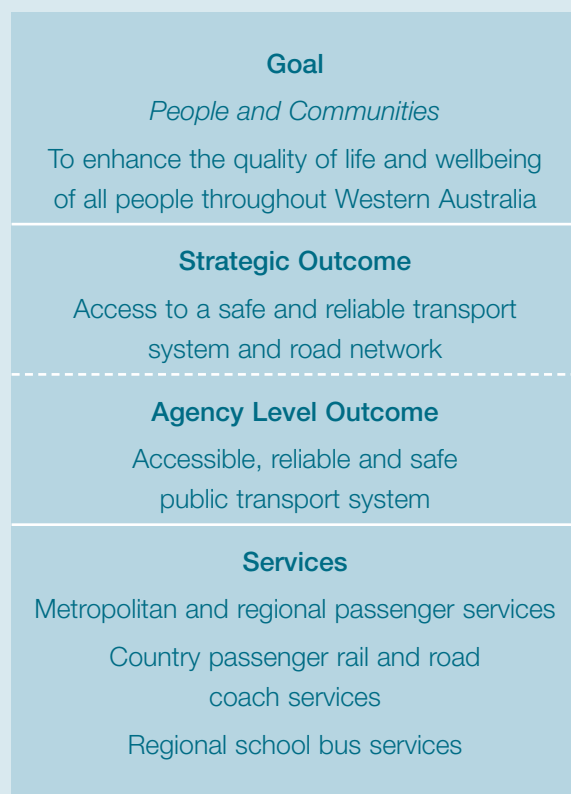 Goal
People and Communities
To enhance the quality of life and wellbeing
of all people throughout Western Australia
Strategic Outcome
Access to a safe and reliable transport
system and road network
Agency Level Outcome
Accessible, reliable and safe
public transport system
Services
Metropolitan and regional passenger services
Country passenger rail and road
coach services
Regional school bus services